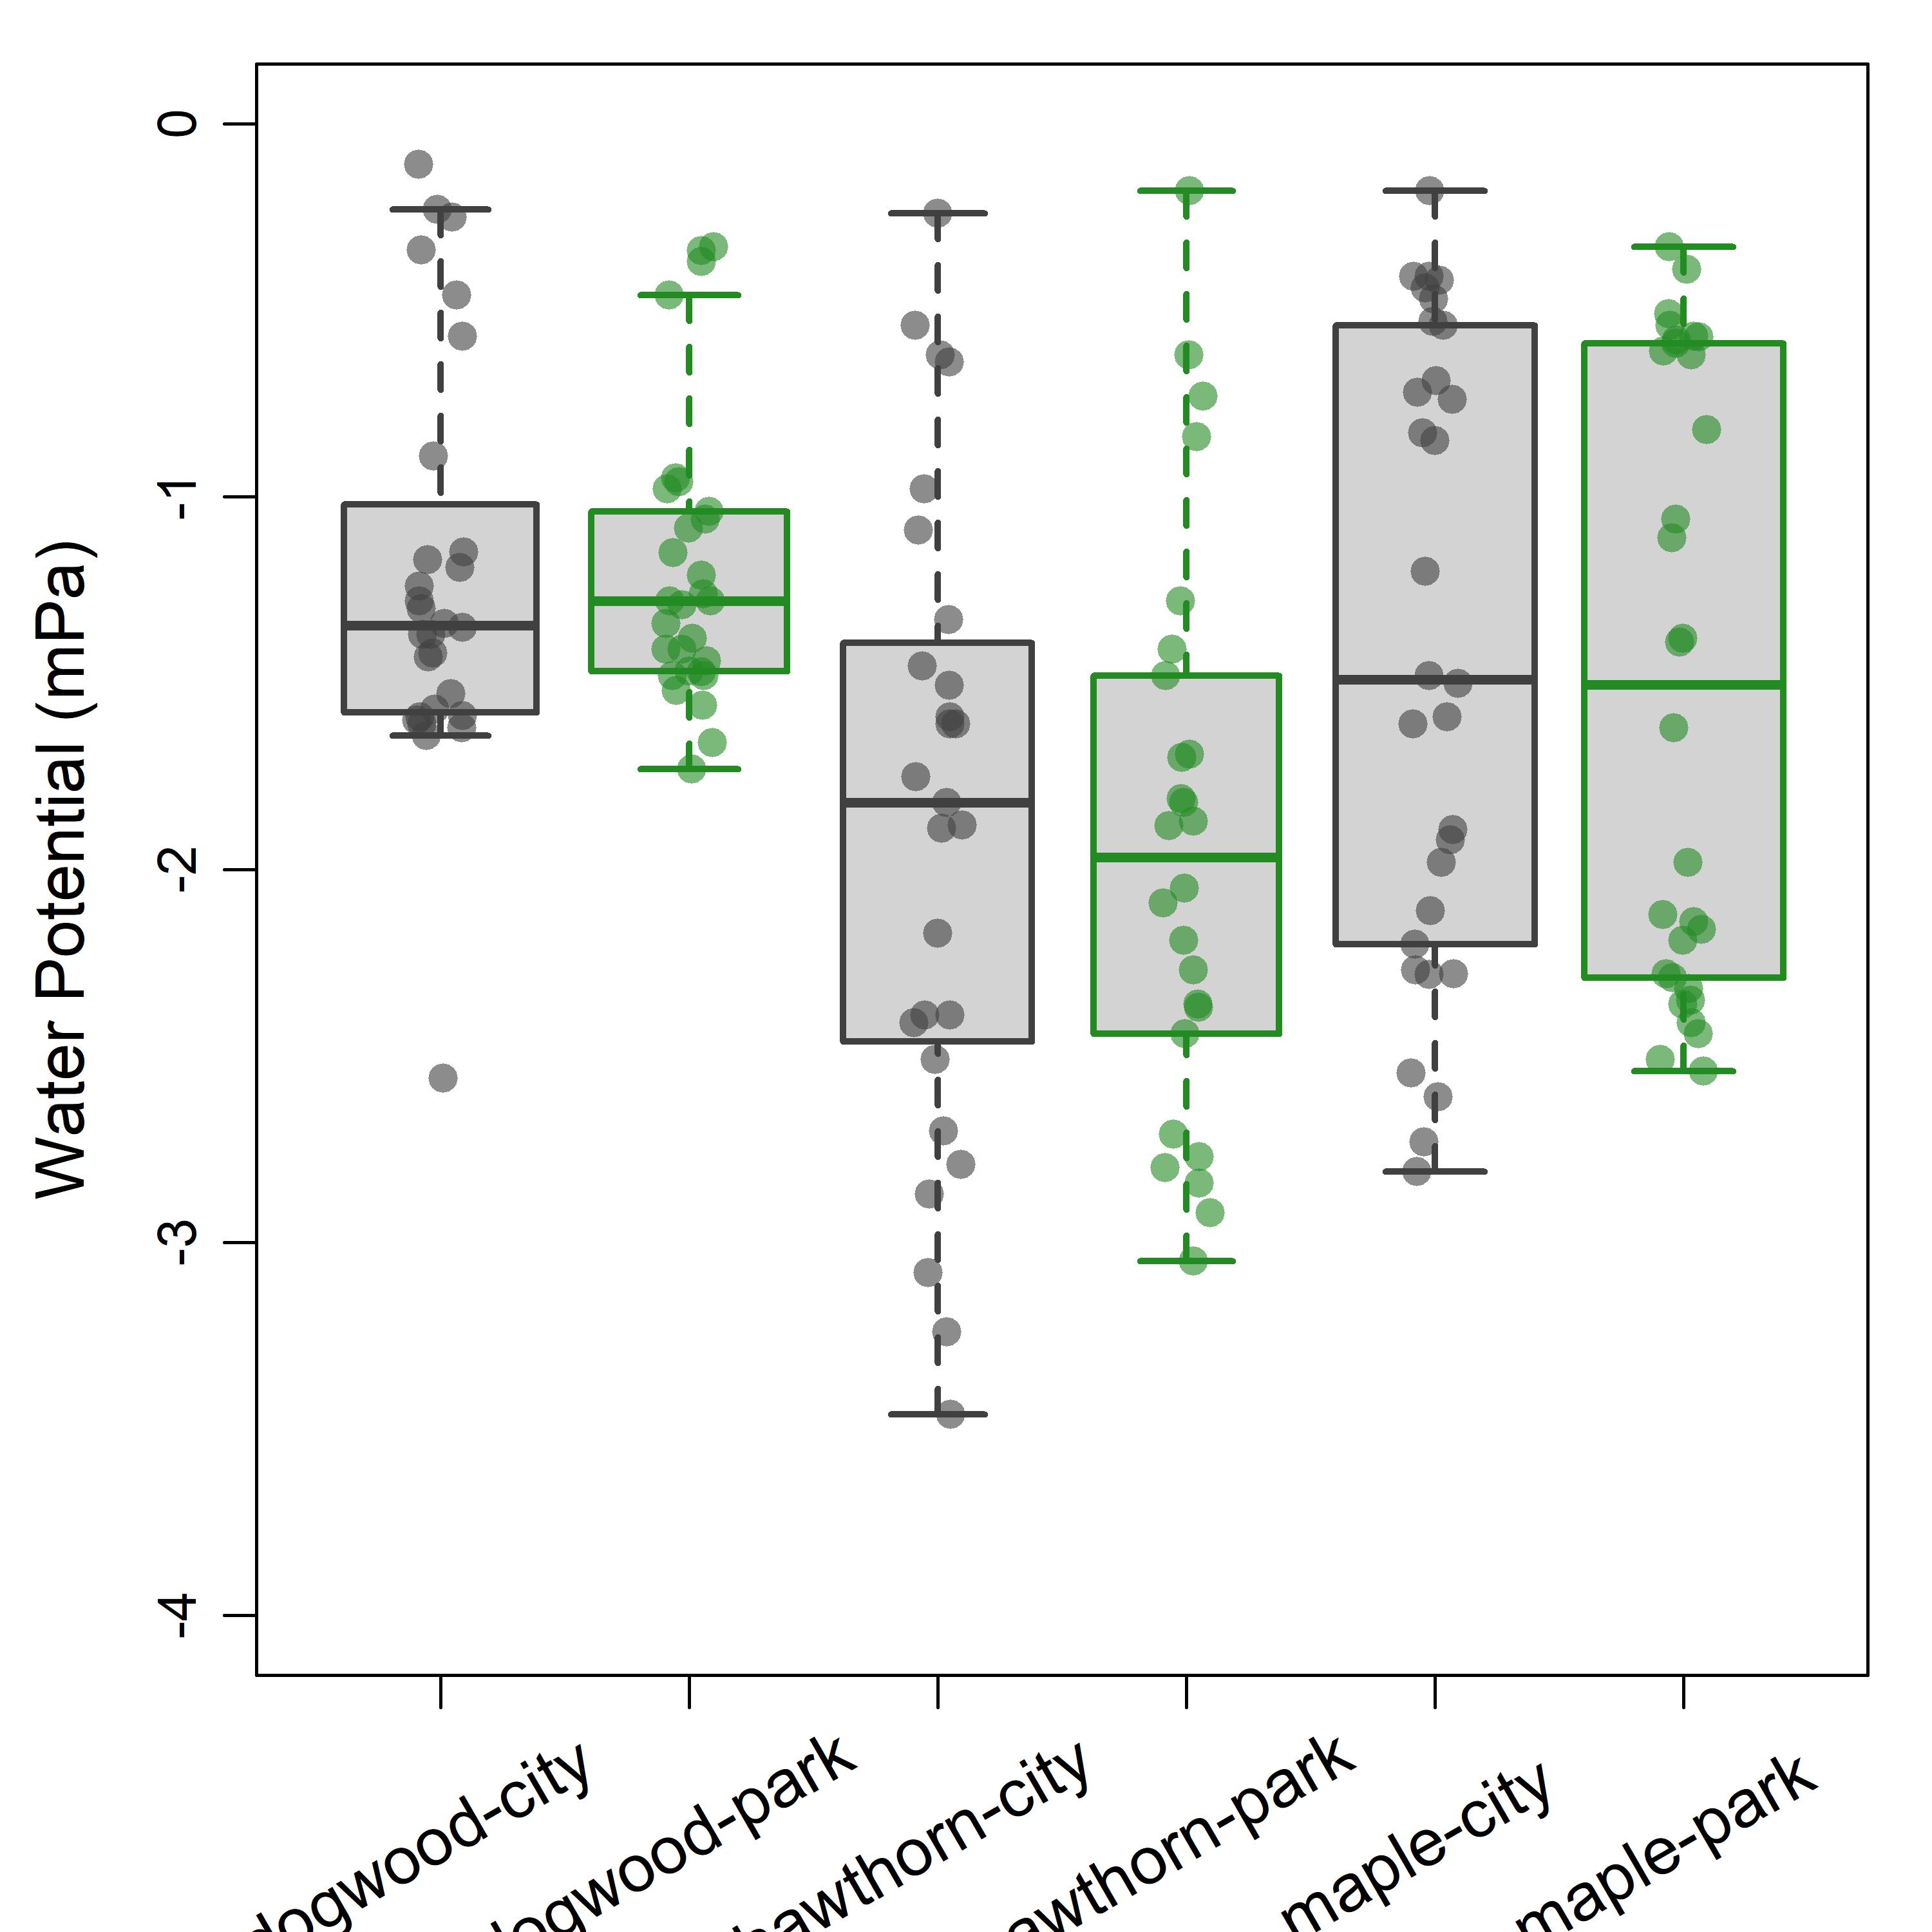 Water Potential (mPa)
0
-1
-2
-3
-4
dogwood-city
dogwood-park
hawthorn-city
awthorn-park
maple-city
maple-park